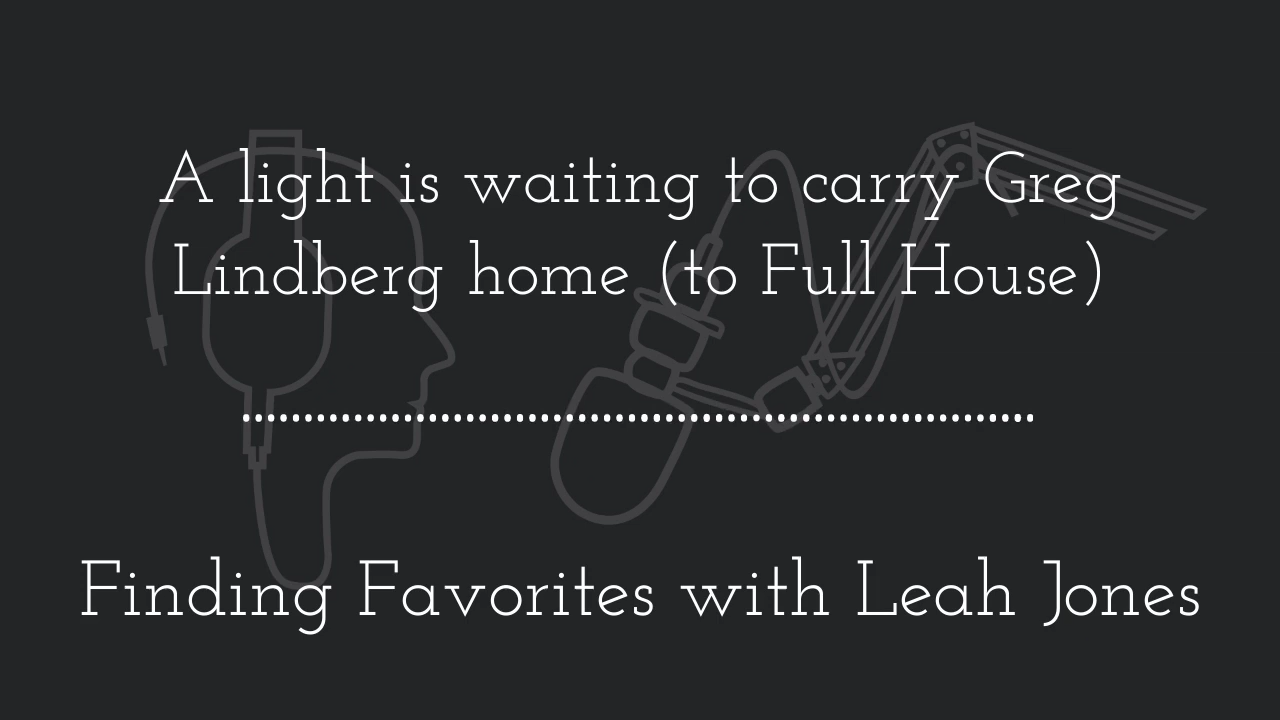 A light is waiting to carry Greg
Lindberg home (to Full House)
Finding Favorites with Leah Jones